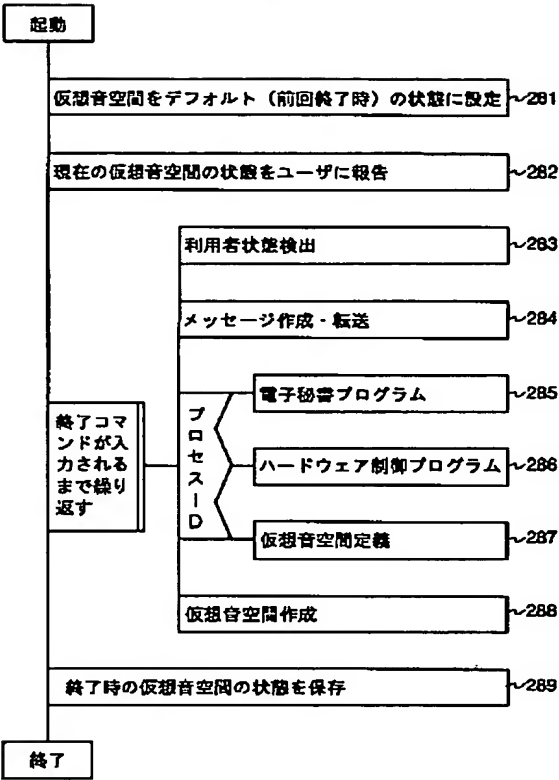 起動
仮想音空間をデフォルト（前回終了時）の状態に設定 ~281
現在の仮想音空間の状態をユーザに報告 ~282
利用者状態検出 ~283
メッセージ作成・転送 ~284
電子秘書プログラム ~285
終了コマ
ンドが入
力される
まで繰り
返す
プロセスID
ハードウェア制御プログラム ~286
仮想音空間定義 ~287
仮想音空間作成 ~288
終了時の仮想音空間の状態を保存 ~289
終了